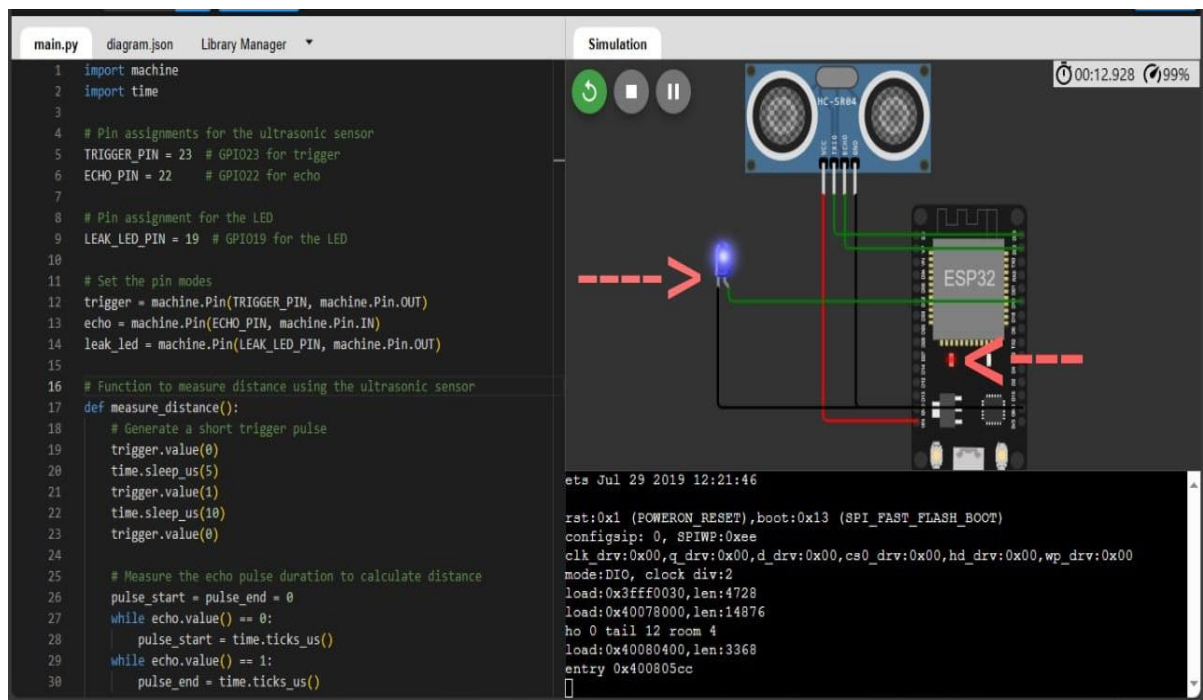 main.py diagram.json Library Manager
1 import machine
2 import time
3
4 # Pin assignments for the ultrasonic sensor
5 TRIGGER_PIN = 23 # GPIO23 for trigger
6 ECHO_PIN = 22 # GPIO22 for echo
7
8 # Pin assignment for the LED
9 LEAK_LED_PIN = 19 # GPIO19 for the LED
10
11 # Set the pin modes
12 trigger = machine.Pin(TRIGGER_PIN, machine.Pin.OUT)
13 echo = machine.Pin(ECHO_PIN, machine.Pin.IN)
14 leak_led = machine.Pin(LEAK_LED_PIN, machine.Pin.OUT)
15
16 # Function to measure distance using the ultrasonic sensor
17 def measure_distance():
18 # Generate a short trigger pulse
19 trigger.value(0)
20 time.sleep_us(5)
21 trigger.value(1)
22 time.sleep_us(10)
23 trigger.value(0)
24
25 # Measure the echo pulse duration to calculate distance
26 pulse_start = pulse_end = 0
27 while echo.value() == 0:
28 pulse_start = time.ticks_us()
29 while echo.value() == 1:
30 pulse_end = time.ticks_us()
Simulation
00:12.928 99%
HC-SR04
VCC
TRIG
ECHO
GND
ESP32
ets Jul 29 2019 12:21:46
rst:0x1 (POWERON_RESET),boot:0x13 (SPI_FAST_FLASH_BOOT)
configsip: 0, SPIWP:0xee
clk_drv:0x00,q_drv:0x00,d_drv:0x00,cs0_drv:0x00,hd_drv:0x00,wp_drv:0x00
mode:DIO, clock div:2
load:0x3fff0030,len:4728
load:0x40078000,len:14876
ho 0 tail 12 room 4
load:0x40080400,len:3368
entry 0x400805cc